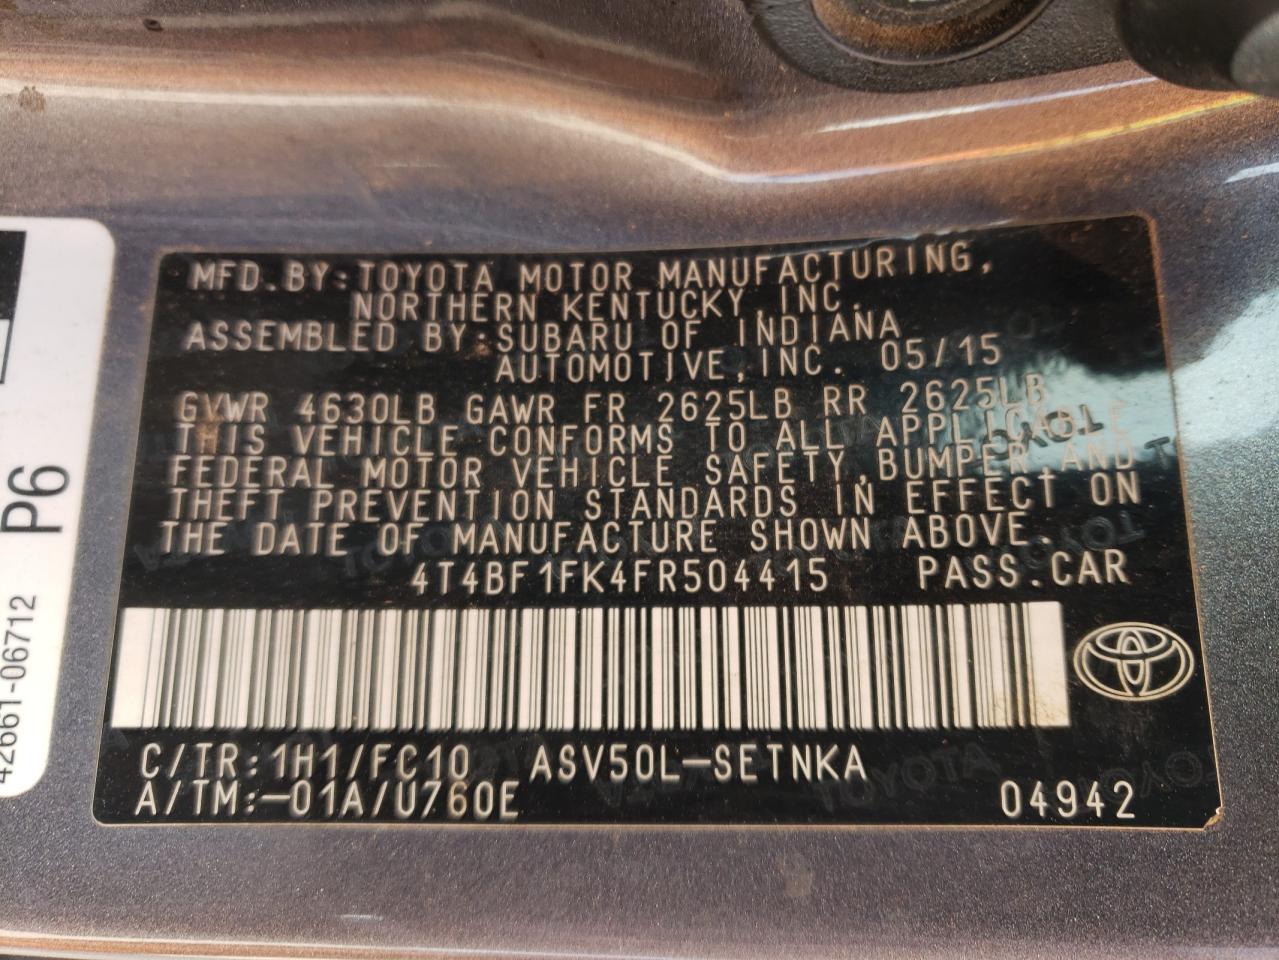 MFD.BY:TOYOTA MOTOR MANUFACTURING,
NORTHERN KENTUCKY,INC.
ASSEMBLED BY:SUBARU OF INDIANA
AUTOMOTIVE,INC. 05/15
GVWR 4630LB GAWR FR 2625LB RR 2625LB
THIS VEHICLE CONFORMS TO ALL APPLICABLE
FEDERAL MOTOR VEHICLE SAFETY,BUMPER,AND
THEFT PREVENTION STANDARDS IN EFFECT ON
THE DATE OF MANUFACTURE SHOWN ABOVE.
4T4BF1FK4FR504415 PASS.CAR
C/TR:1H1/FC10 ASV50L-SETNKA
A/TM:-01A/U760E 04942
P6
42661-06712